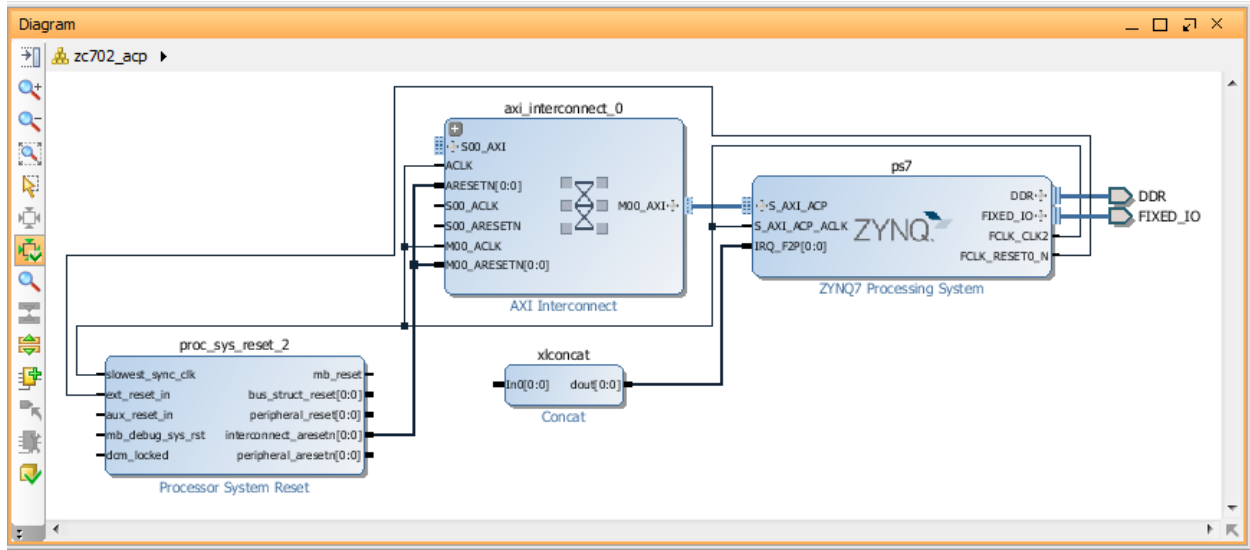 Diagram
zc702_acp
axi_interconnect_0
S00_AXI
ACLK
ARESETN[0:0]
S00_ACLK
S00_ARESETN
M00_ACLK
M00_ARESETN[0:0]
M00_AXI
AXI Interconnect
ps7
S_AXI_ACP
S_AXI_ACP_ACLK
IRQ_F2P[0:0]
ZYNQ
DDR
FIXED_IO
FCLK_CLK2
FCLK_RESET0_N
ZYNQ7 Processing System
DDR
FIXED_IO
proc_sys_reset_2
slowest_sync_clk
ext_reset_in
aux_reset_in
mb_debug_sys_rst
dcm_locked
mb_reset
bus_struct_reset[0:0]
peripheral_reset[0:0]
interconnect_aresetn[0:0]
peripheral_aresetn[0:0]
Processor System Reset
xlconcat
In0[0:0]
dout[0:0]
Concat